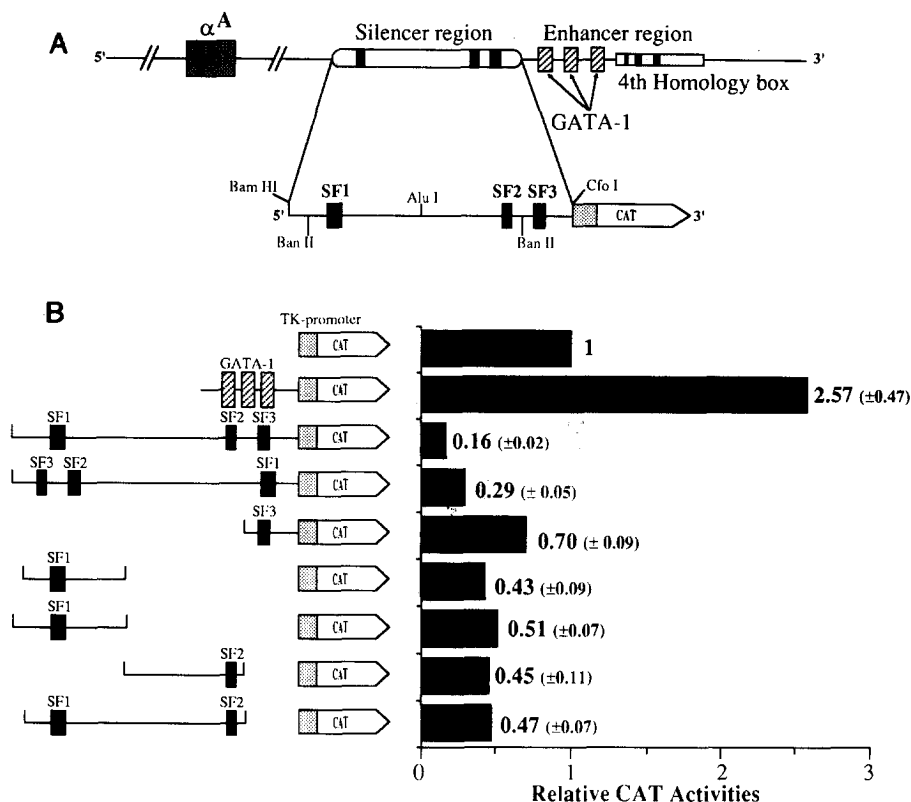 A
αA
Silencer region
Enhancer region
5'
3'
4th Homology box
GATA-1
Bam HI
SF1
Alu I
SF2
SF3
Cfo I
5'
CAT
3'
Ban II
Ban II
B
TK-promoter
CAT
1
GATA-1
CAT
2.57 (±0.47)
SF1
SF2
SF3
CAT
0.16 (±0.02)
SF3
SF2
SF1
CAT
0.29 (± 0.05)
SF3
CAT
0.70 (± 0.09)
SF1
CAT
0.43 (±0.09)
SF1
CAT
0.51 (±0.07)
SF2
CAT
0.45 (±0.11)
SF1
SF2
CAT
0.47 (±0.07)
0
1
2
3
Relative CAT Activities